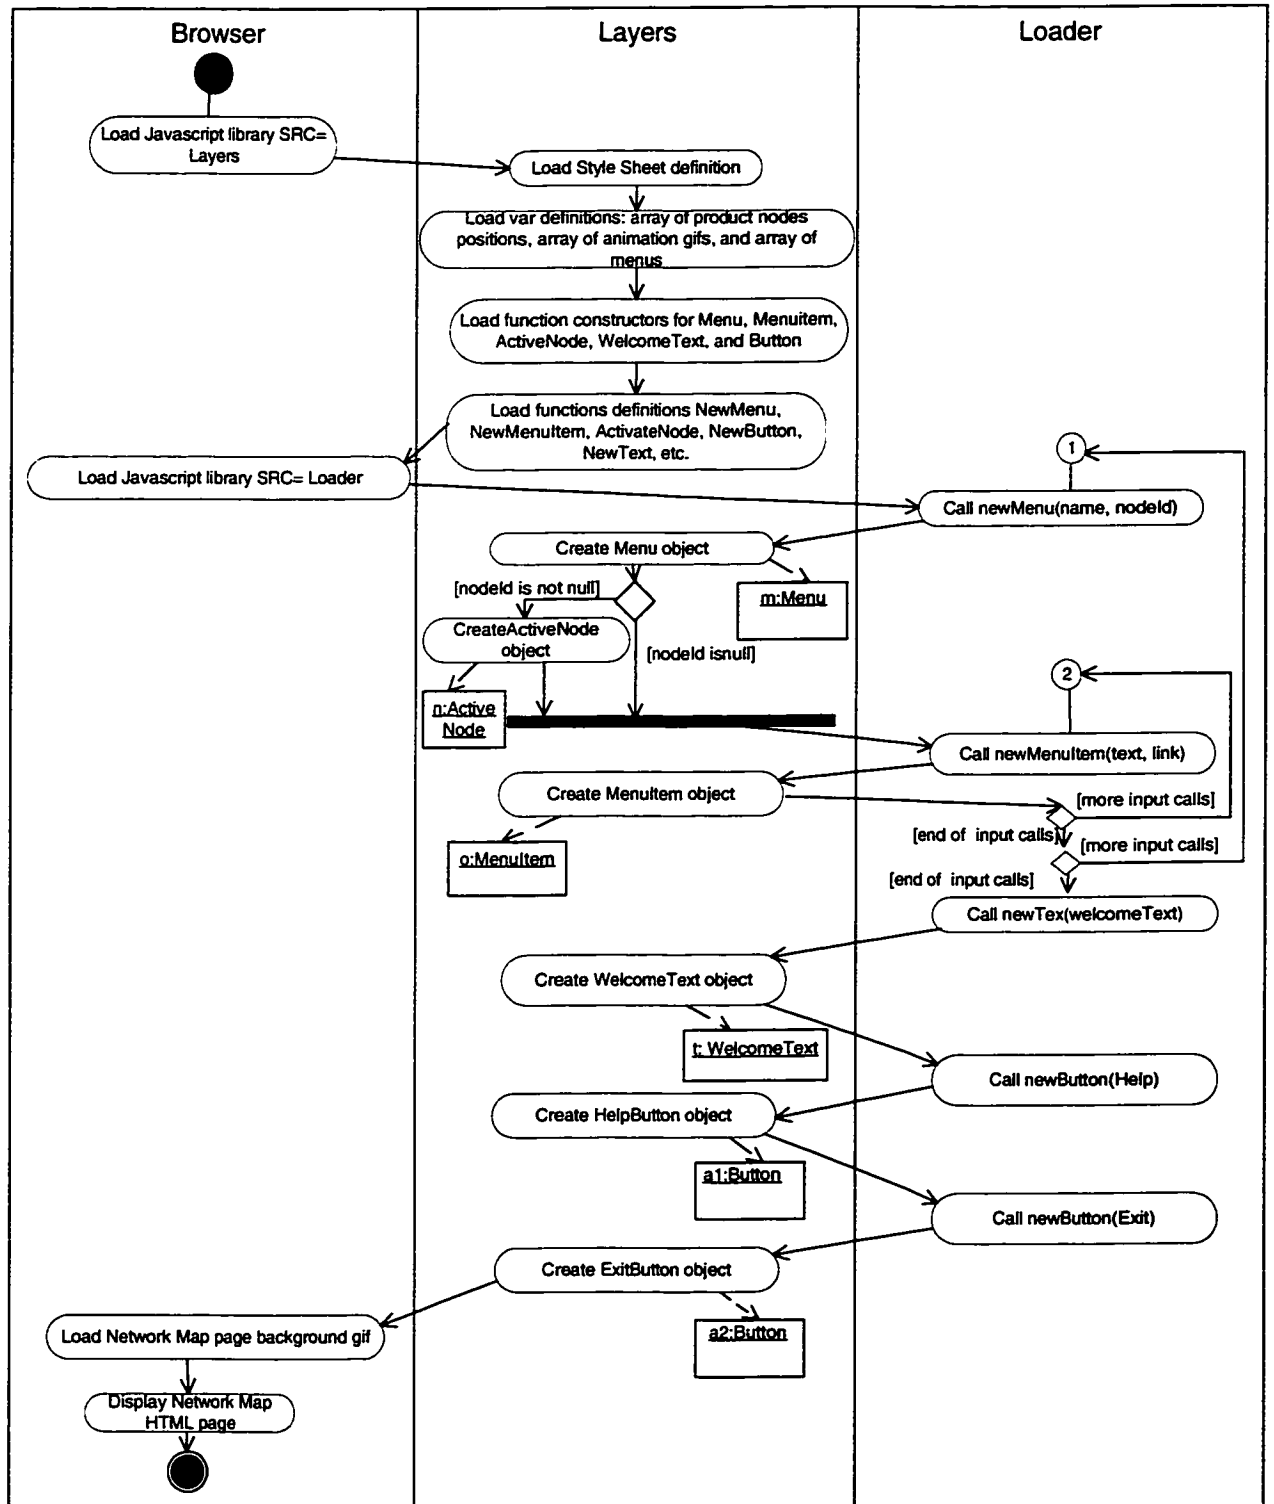 Browser
Layers
Loader
Load Javascript library SRC=
Layers
Load Style Sheet definition
Load var definitions: array of product nodes
positions, array of animation gifs, and array of
menus
Load function constructors for Menu, Menuitem,
ActiveNode, WelcomeText, and Button
Load functions definitions NewMenu,
NewMenuItem, ActivateNode, NewButton,
NewText, etc.
1
Load Javascript library SRC= Loader
Call newMenu(name, nodeId)
Create Menu object
[nodeId is not null]
m:Menu
CreateActiveNode
object
[nodeId isnull]
2
n:Active
Node
Call newMenuItem(text, link)
Create MenuItem object
[more input calls]
[end of input calls]
[more input calls]
o:MenuItem
[end of input calls]
Call newTex(welcomeText)
Create WelcomeText object
t: WelcomeText
Call newButton(Help)
Create HelpButton object
a1:Button
Call newButton(Exit)
Create ExitButton object
a2:Button
Load Network Map page background gif
Display Network Map
HTML page